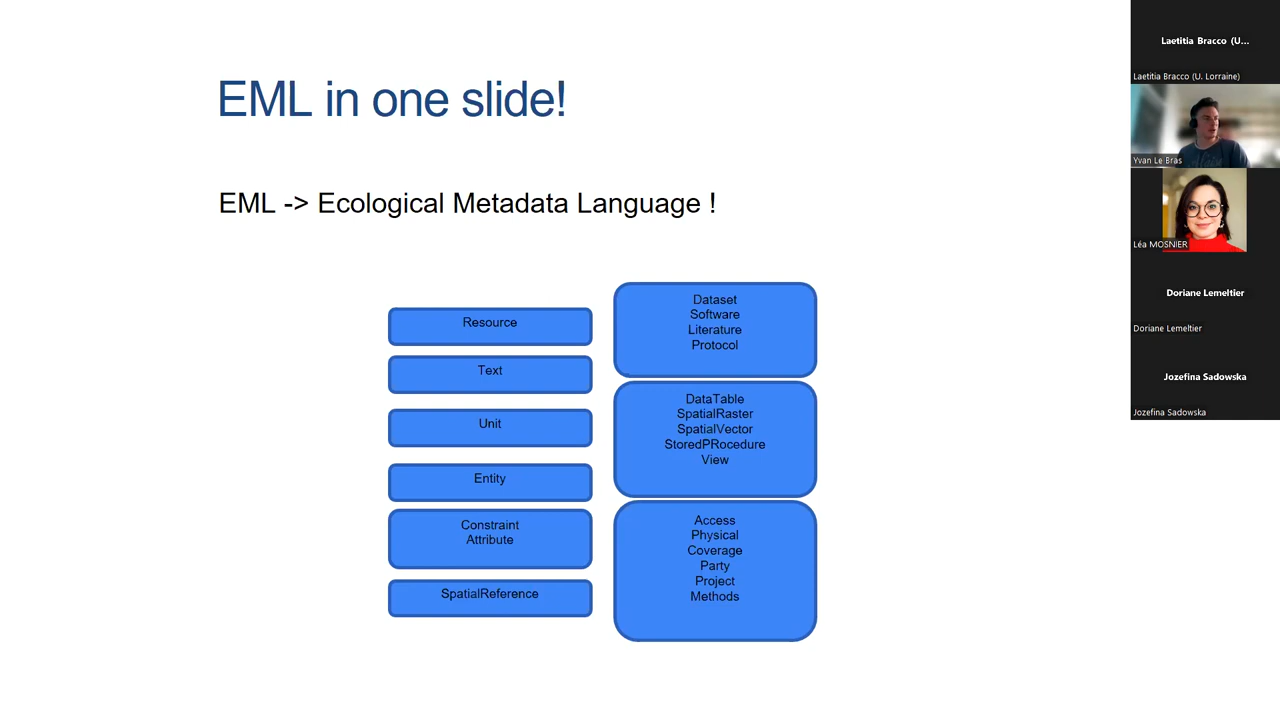 EML in one slide!
EML -> Ecological Metadata Language !
Resource
Text
Unit
Entity
Constraint
Attribute
SpatialReference
Dataset
Software
Literature
Protocol
DataTable
SpatialRaster
SpatialVector
StoredPRocedure
View
Access
Physical
Coverage
Party
Project
Methods
Laetitia Bracco (U...
Laetitia Bracco (U. Lorraine)
Yvan Le Bras
Léa MOSNIER
Doriane Lemeltier
Doriane Lemeltier
Jozefina Sadowska
Jozefina Sadowska